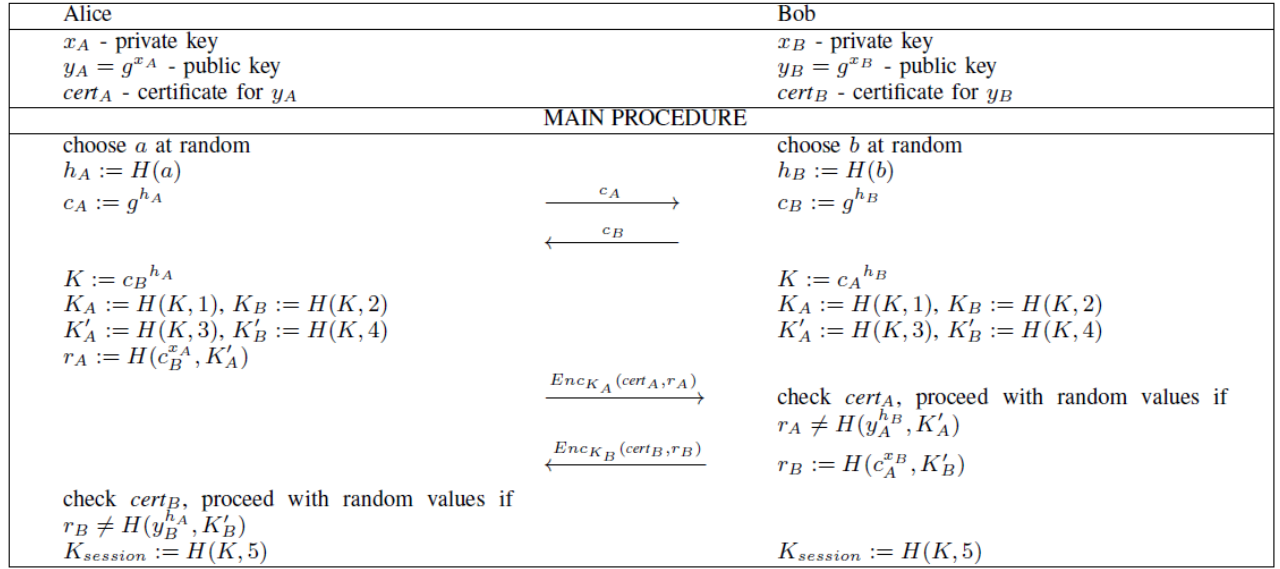 Alice Bob
x_A - private key x_B - private key
y_A = g^{x_A} - public key y_B = g^{x_B} - public key
cert_A - certificate for y_A cert_B - certificate for y_B
MAIN PROCEDURE
choose a at random choose b at random
h_A := H(a) h_B := H(b)
c_A := g^{h_A} c_A c_B := g^{h_B}
c_B
K := c_B^{h_A} K := c_A^{h_B}
K_A := H(K, 1), K_B := H(K, 2) K_A := H(K, 1), K_B := H(K, 2)
K'_A := H(K, 3), K'_B := H(K, 4) K'_A := H(K, 3), K'_B := H(K, 4)
r_A := H(c_B^{x_A}, K'_A)
Enc_{K_A}(cert_A, r_A)
check cert_A, proceed with random values if
r_A ≠ H(y_A^{h_B}, K'_A)
Enc_{K_B}(cert_B, r_B) r_B := H(c_A^{x_B}, K'_B)
check cert_B, proceed with random values if
r_B ≠ H(y_B^{h_A}, K'_B)
K_{session} := H(K, 5) K_{session} := H(K, 5)